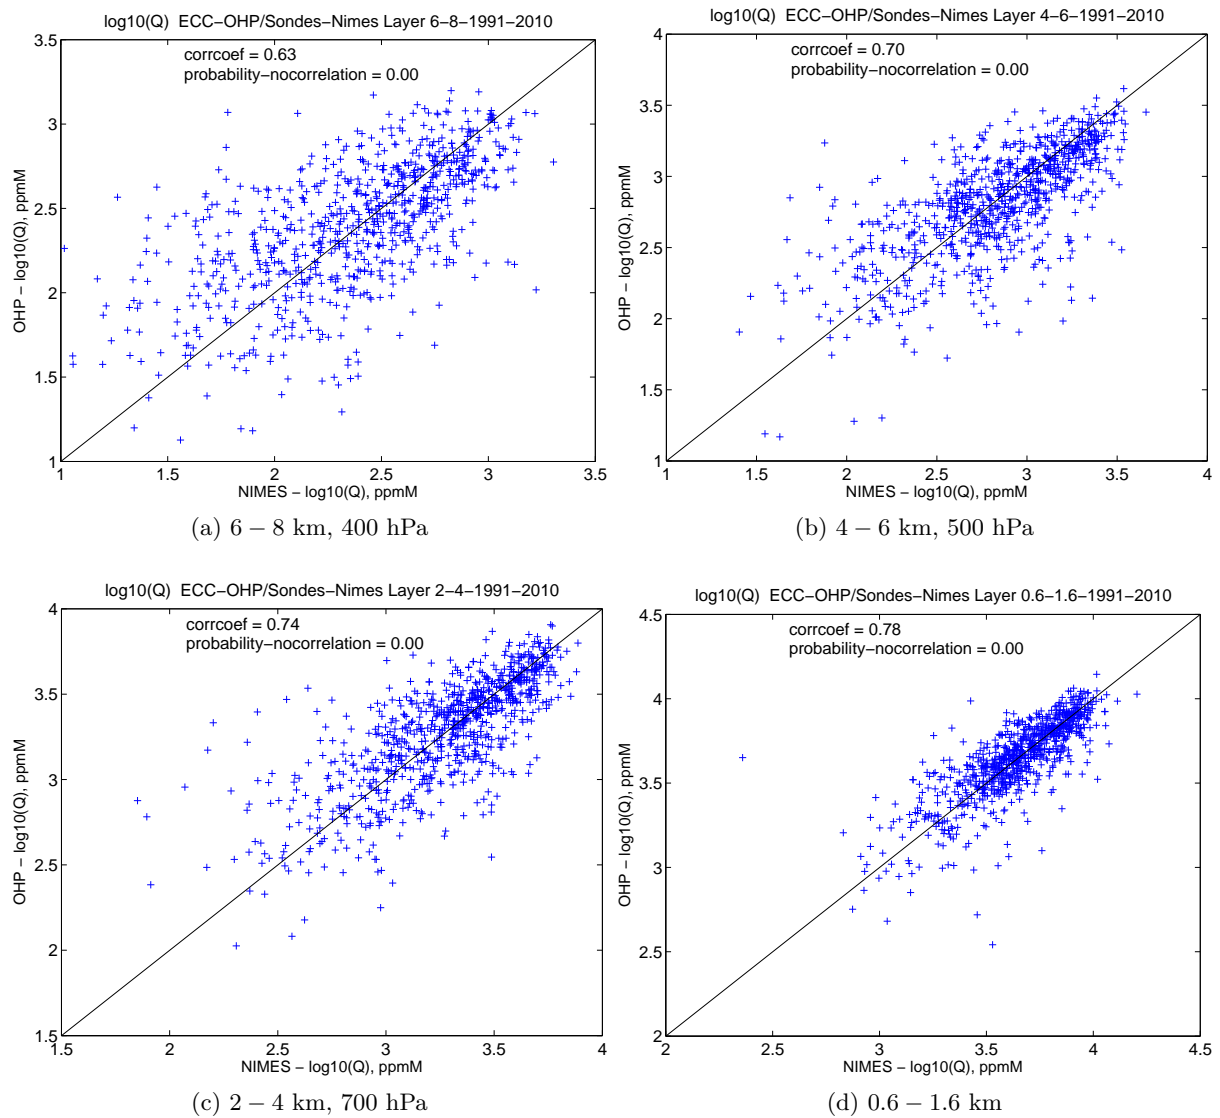 log10(Q)  ECC−OHP/Sondes−Nimes Layer 6−8−1991−2010
corrcoef = 0.63
probability−nocorrelation = 0.00
3.5
3
2.5
2
1.5
1
OHP − log10(Q), ppmM
1
1.5
2
2.5
3
3.5
NIMES − log10(Q), ppmM
(a) 6 – 8 km, 400 hPa
log10(Q)  ECC−OHP/Sondes−Nimes Layer 4−6−1991−2010
corrcoef = 0.70
probability−nocorrelation = 0.00
4
3.5
3
2.5
2
1.5
1
OHP − log10(Q), ppmM
1
1.5
2
2.5
3
3.5
4
NIMES − log10(Q), ppmM
(b) 4 – 6 km, 500 hPa
log10(Q)  ECC−OHP/Sondes−Nimes Layer 2−4−1991−2010
corrcoef = 0.74
probability−nocorrelation = 0.00
4
3.5
3
2.5
2
1.5
OHP − log10(Q), ppmM
1.5
2
2.5
3
3.5
4
NIMES − log10(Q), ppmM
(c) 2 – 4 km, 700 hPa
log10(Q)  ECC−OHP/Sondes−Nimes Layer 0.6−1.6−1991−2010
corrcoef = 0.78
probability−nocorrelation = 0.00
4.5
4
3.5
3
2.5
2
OHP − log10(Q), ppmM
2
2.5
3
3.5
4
4.5
NIMES − log10(Q), ppmM
(d) 0.6 – 1.6 km